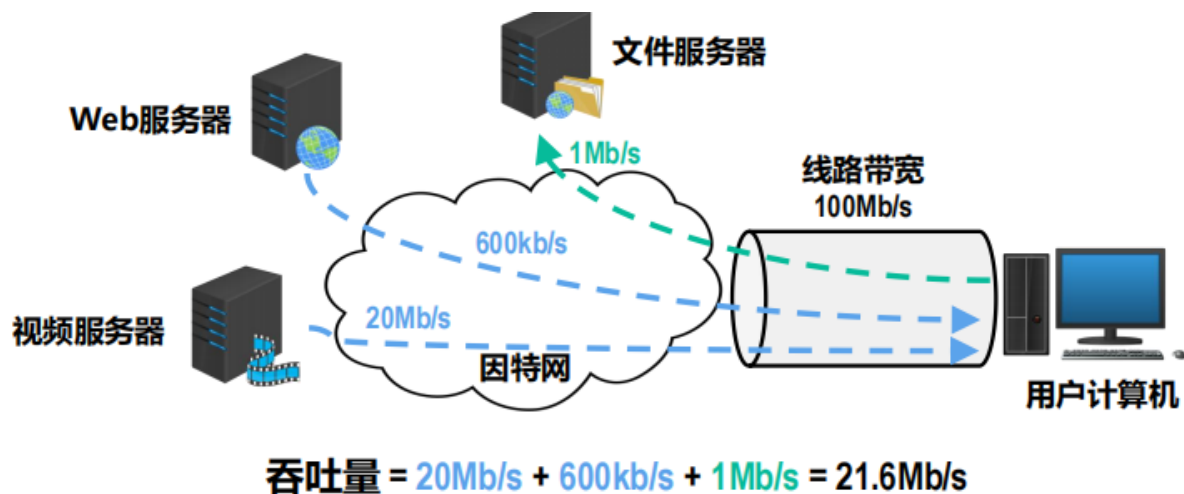 文件服务器
Web服务器
1Mb/s
线路带宽
100Mb/s
600kb/s
20Mb/s
视频服务器
因特网
用户计算机
吞吐量 = 20Mb/s + 600kb/s + 1Mb/s = 21.6Mb/s